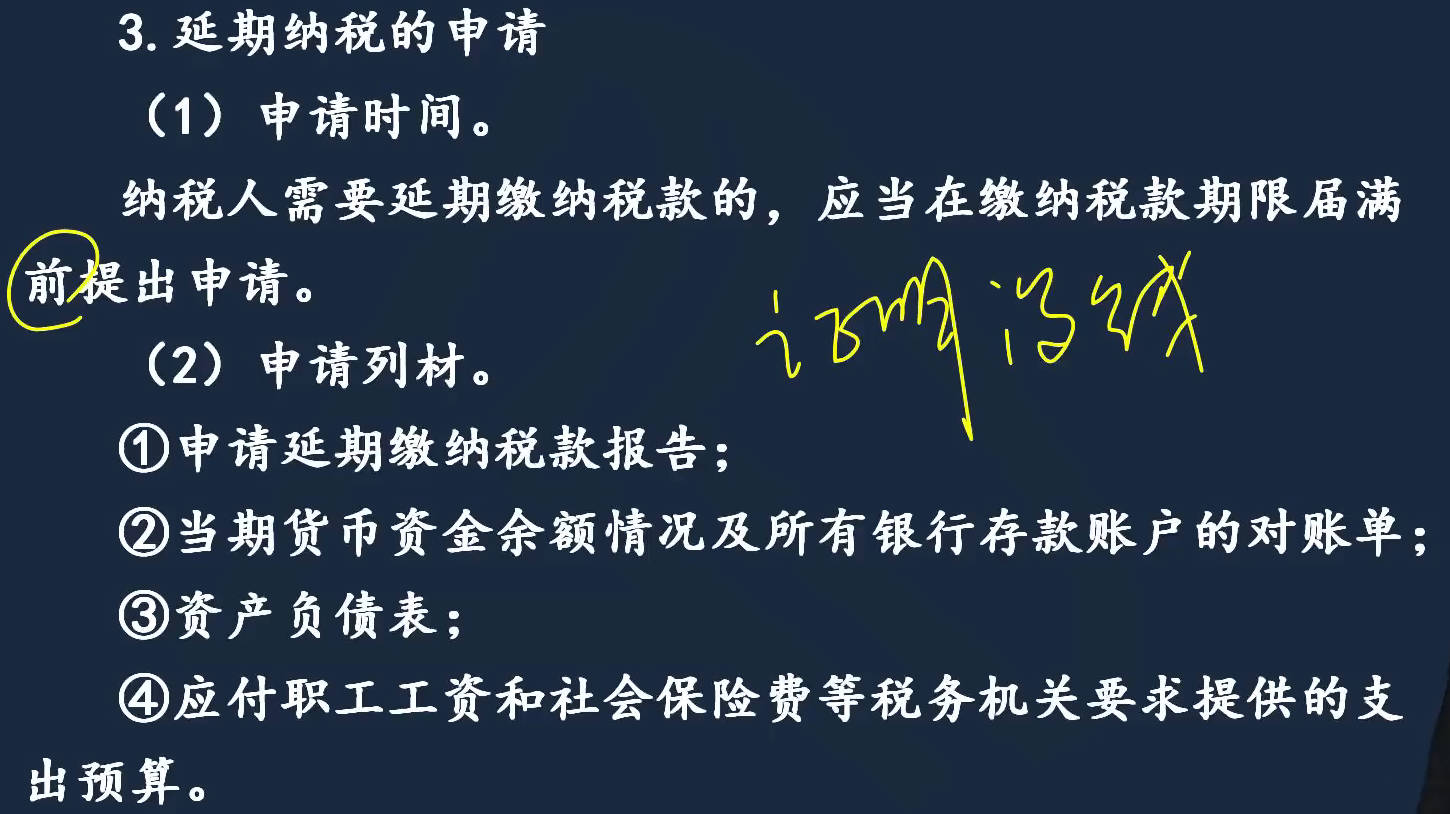 3.延期纳税的申请
（1）申请时间。
纳税人需要延期缴纳税款的，应当在缴纳税款期限届满
前提出申请。
证明没钱
（2）申请列材。
①申请延期缴纳税款报告；
②当期货币资金余额情况及所有银行存款账户的对账单；
③资产负债表；
④应付职工工资和社会保险费等税务机关要求提供的支
出预算。